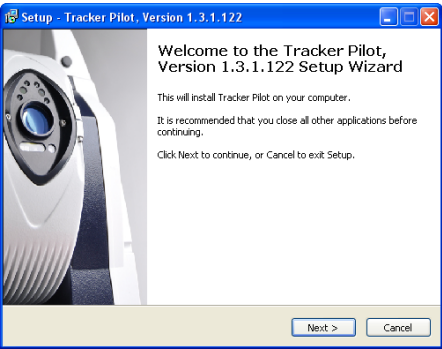 Setup - Tracker Pilot, Version 1.3.1.122
Welcome to the Tracker Pilot,
Version 1.3.1.122 Setup Wizard
This will install Tracker Pilot on your computer.
It is recommended that you close all other applications before
continuing.
Click Next to continue, or Cancel to exit Setup.
Next >
Cancel